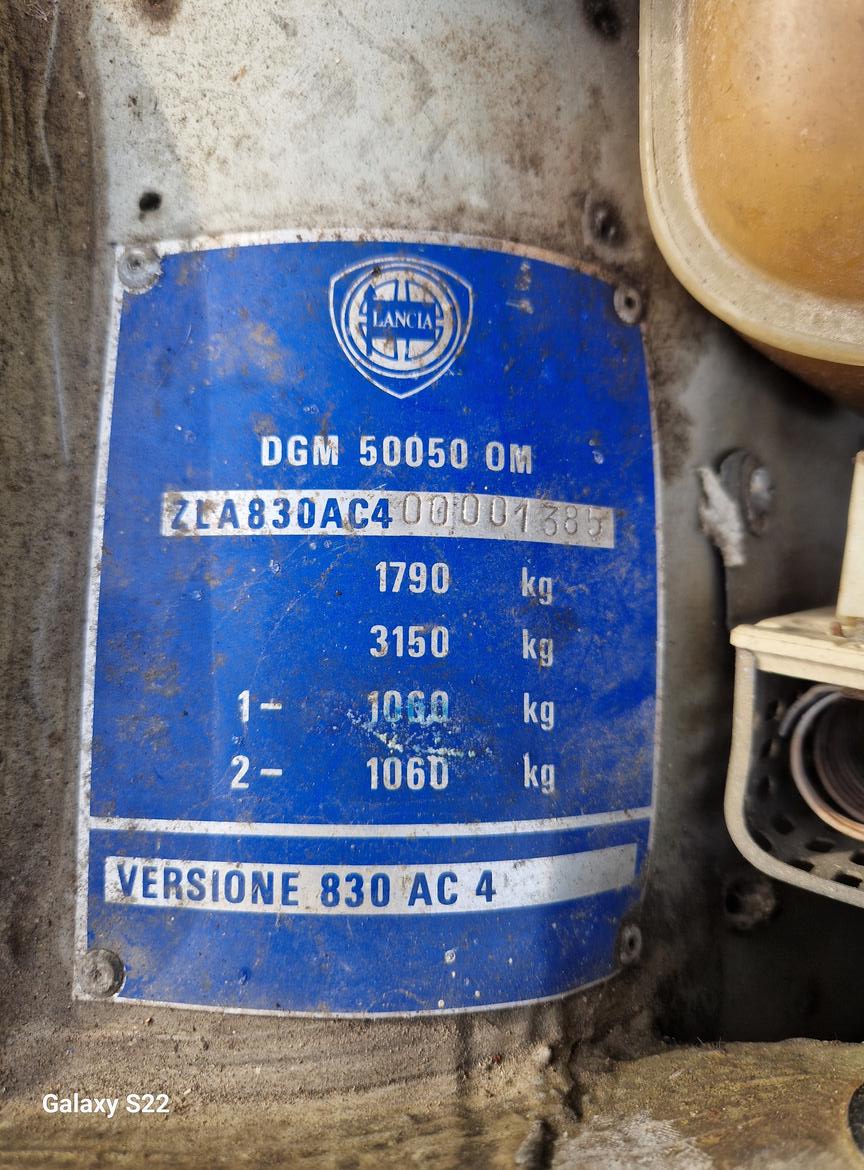 LANCIA
DGM 50050 OM
ZLA830AC400001385
1790 kg
3150 kg
1- 1060 kg
2- 1060 kg
VERSIONE 830 AC 4
Galaxy S22